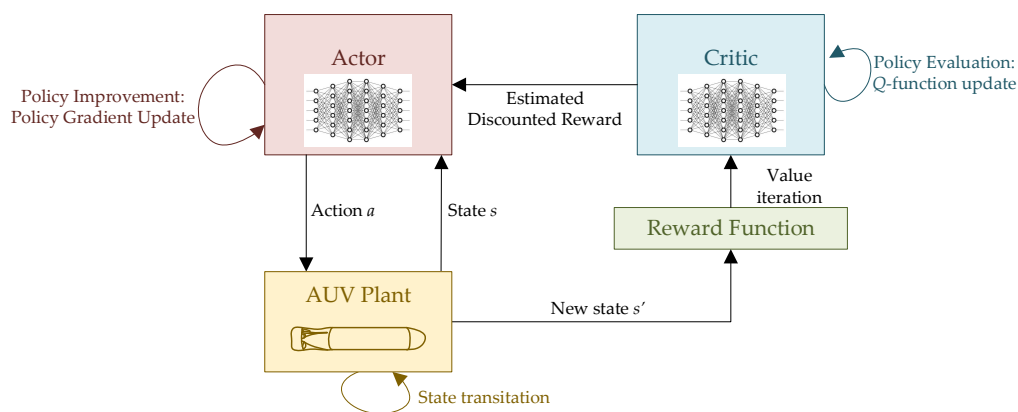 Actor
Critic
Policy Improvement:
Policy Gradient Update
Estimated
Discounted Reward
Policy Evaluation:
Q-function update
Action a
State s
Value
iteration
Reward Function
AUV Plant
New state s’
State transitation